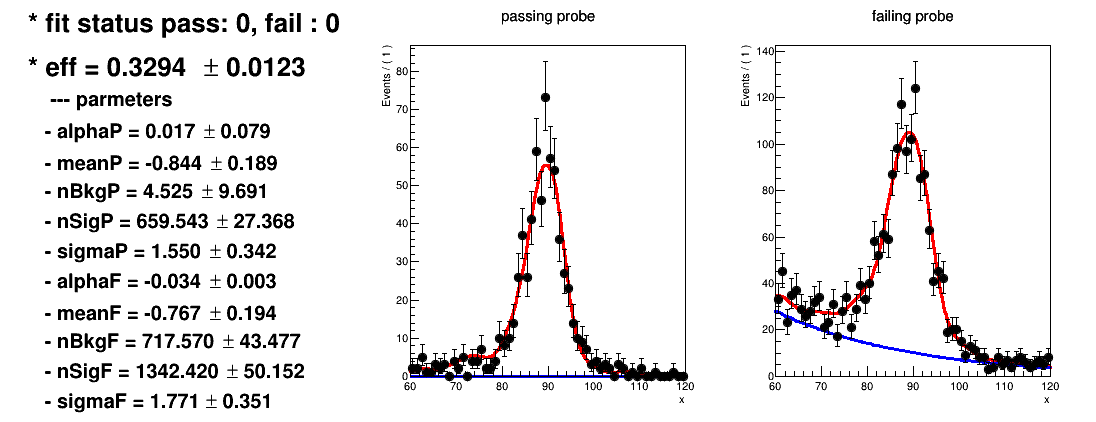 * fit status pass: 0, fail : 0
* eff = 0.3294 ± 0.0123
--- parmeters
- alphaP = 0.017 ± 0.079
- meanP = -0.844 ± 0.189
- nBkgP = 4.525 ± 9.691
- nSigP = 659.543 ± 27.368
- sigmaP = 1.550 ± 0.342
- alphaF = -0.034 ± 0.003
- meanF = -0.767 ± 0.194
- nBkgF = 717.570 ± 43.477
- nSigF = 1342.420 ± 50.152
- sigmaF = 1.771 ± 0.351
passing probe
Events / ( 1 )
80
70
60
50
40
30
20
10
0
60 70 80 90 100 110 120
x
failing probe
Events / ( 1 )
140
120
100
80
60
40
20
0
60 70 80 90 100 110 120
x